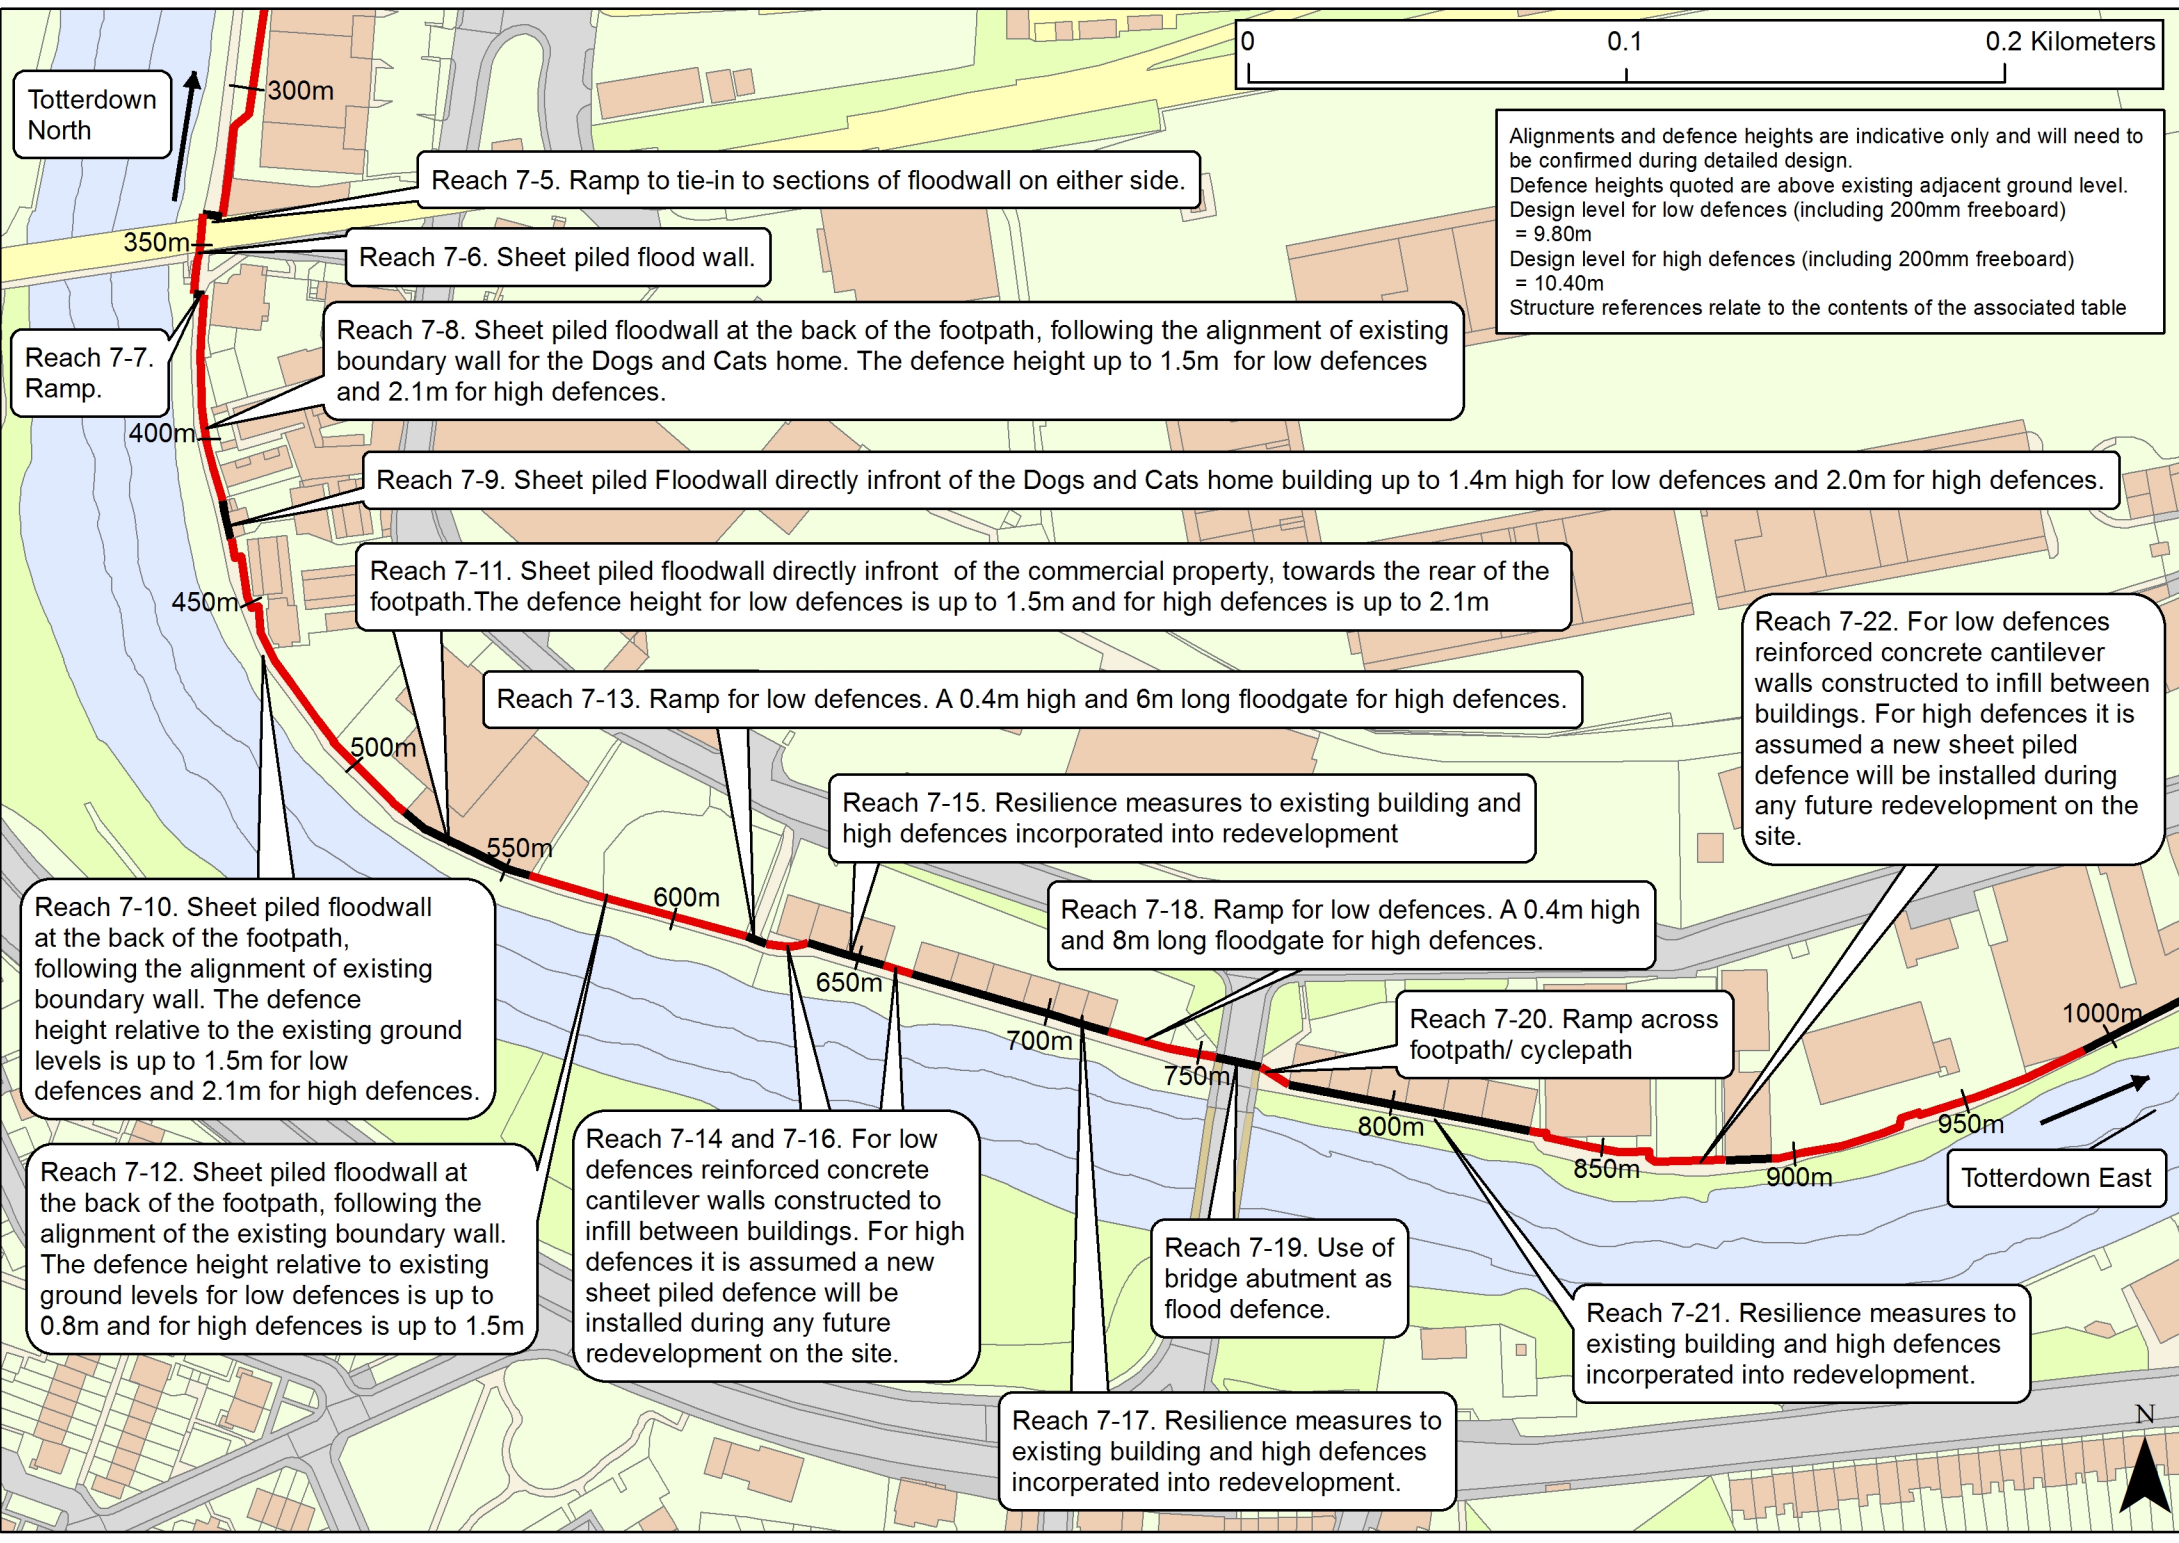 0 0.1 0.2 Kilometers
Totterdown
North
300m
Alignments and defence heights are indicative only and will need to
be confirmed during detailed design.
Defence heights quoted are above existing adjacent ground level.
Design level for low defences (including 200mm freeboard)
= 9.80m
Design level for high defences (including 200mm freeboard)
= 10.40m
Structure references relate to the contents of the associated table
Reach 7-5. Ramp to tie-in to sections of floodwall on either side.
350m
Reach 7-6. Sheet piled flood wall.
Reach 7-7.
Ramp.
Reach 7-8. Sheet piled floodwall at the back of the footpath, following the alignment of existing
boundary wall for the Dogs and Cats home. The defence height up to 1.5m for low defences
and 2.1m for high defences.
400m
Reach 7-9. Sheet piled Floodwall directly infront of the Dogs and Cats home building up to 1.4m high for low defences and 2.0m for high defences.
Reach 7-11. Sheet piled floodwall directly infront of the commercial property, towards the rear of the
footpath.The defence height for low defences is up to 1.5m and for high defences is up to 2.1m
450m
Reach 7-22. For low defences
reinforced concrete cantilever
walls constructed to infill between
buildings. For high defences it is
assumed a new sheet piled
defence will be installed during
any future redevelopment on the
site.
Reach 7-13. Ramp for low defences. A 0.4m high and 6m long floodgate for high defences.
500m
Reach 7-15. Resilience measures to existing building and
high defences incorporated into redevelopment
550m
600m
Reach 7-10. Sheet piled floodwall
at the back of the footpath,
following the alignment of existing
boundary wall. The defence
height relative to the existing ground
levels is up to 1.5m for low
defences and 2.1m for high defences.
Reach 7-18. Ramp for low defences. A 0.4m high
and 8m long floodgate for high defences.
650m
700m
750m
Reach 7-20. Ramp across
footpath/ cyclepath
1000m
800m
850m
900m
950m
Totterdown East
Reach 7-12. Sheet piled floodwall at
the back of the footpath, following the
alignment of the existing boundary wall.
The defence height relative to existing
ground levels for low defences is up to
0.8m and for high defences is up to 1.5m
Reach 7-14 and 7-16. For low
defences reinforced concrete
cantilever walls constructed to
infill between buildings. For high
defences it is assumed a new
sheet piled defence will be
installed during any future
redevelopment on the site.
Reach 7-19. Use of
bridge abutment as
flood defence.
Reach 7-21. Resilience measures to
existing building and high defences
incorperated into redevelopment.
Reach 7-17. Resilience measures to
existing building and high defences
incorperated into redevelopment.
N